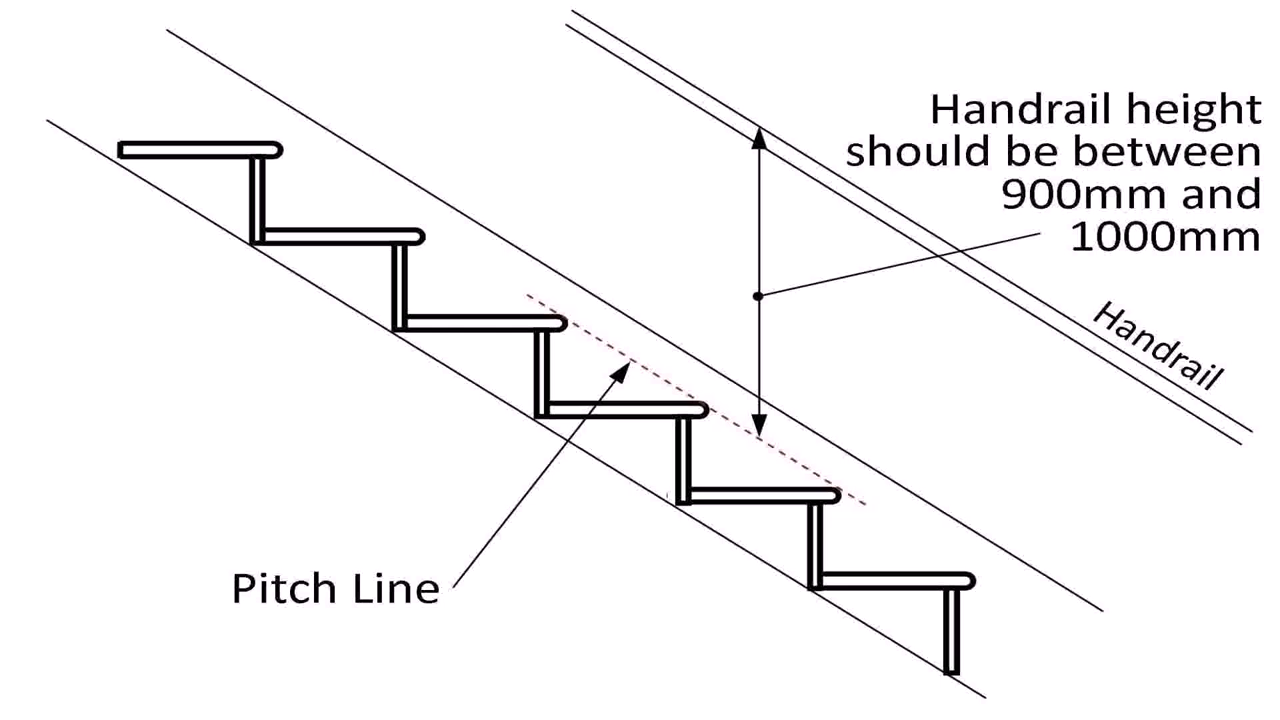 Handrail height
should be between
900mm and
1000mm
Handrail
Pitch Line